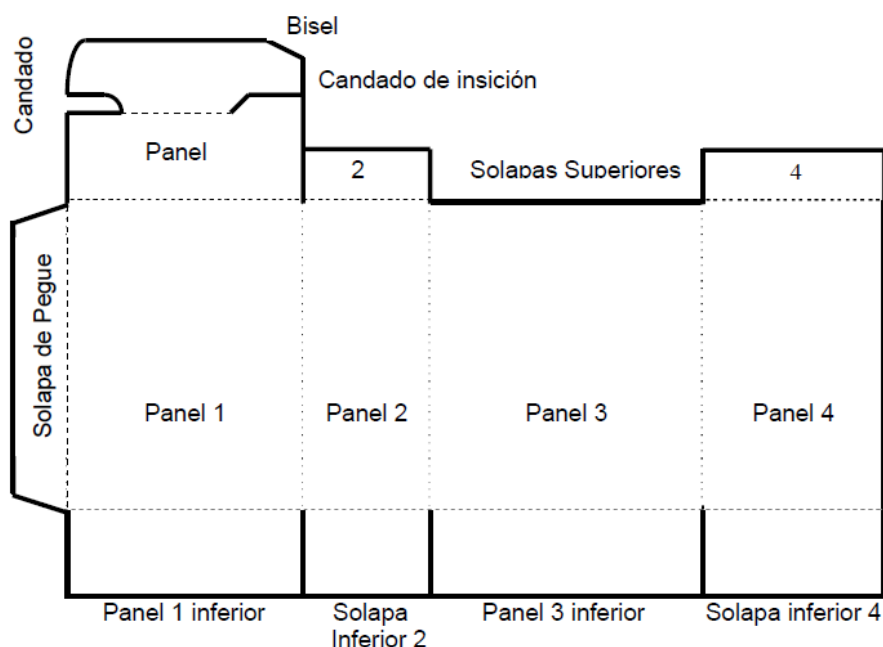 Bisel
Candado
Candado de insición
Panel
2
Solapas Superiores
4
Solapa de Pegue
Panel 1
Panel 2
Panel 3
Panel 4
Panel 1 inferior
Solapa
Inferior 2
Panel 3 inferior
Solapa inferior 4